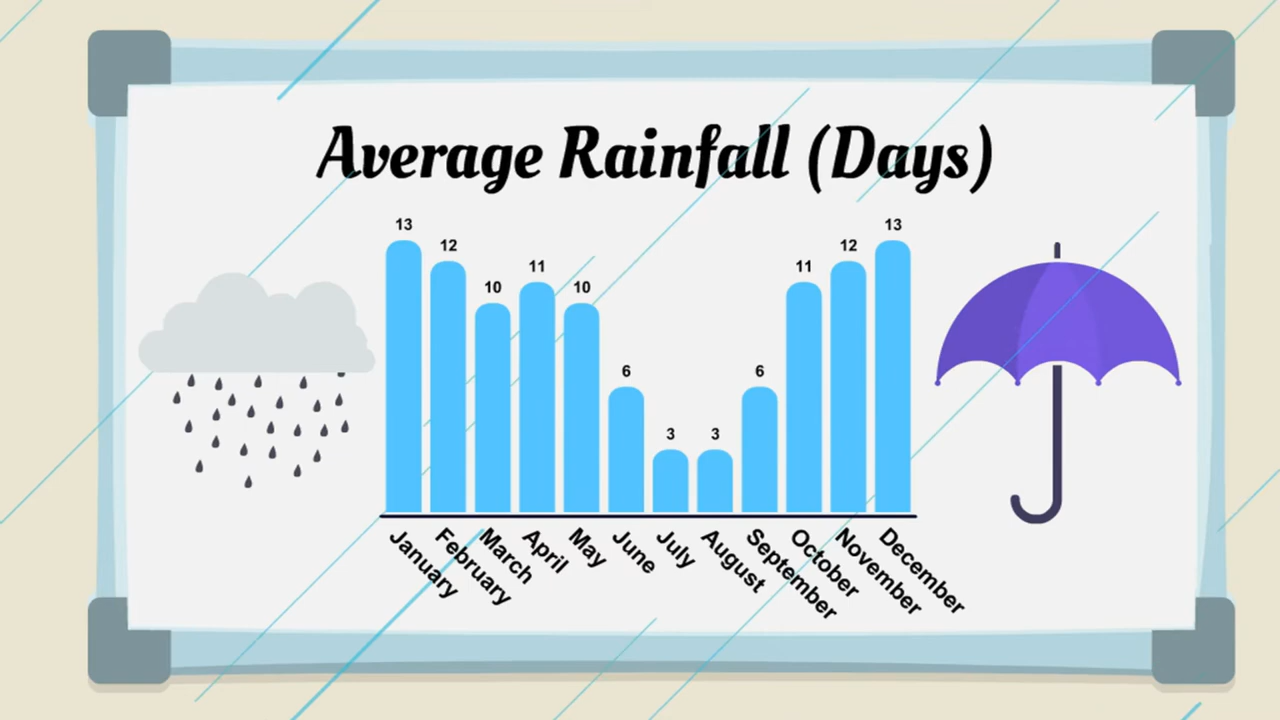 Average Rainfall (Days)
13
12
10
11
10
6
3
3
6
11
12
13
January
February
March
April
May
June
July
August
September
October
November
December